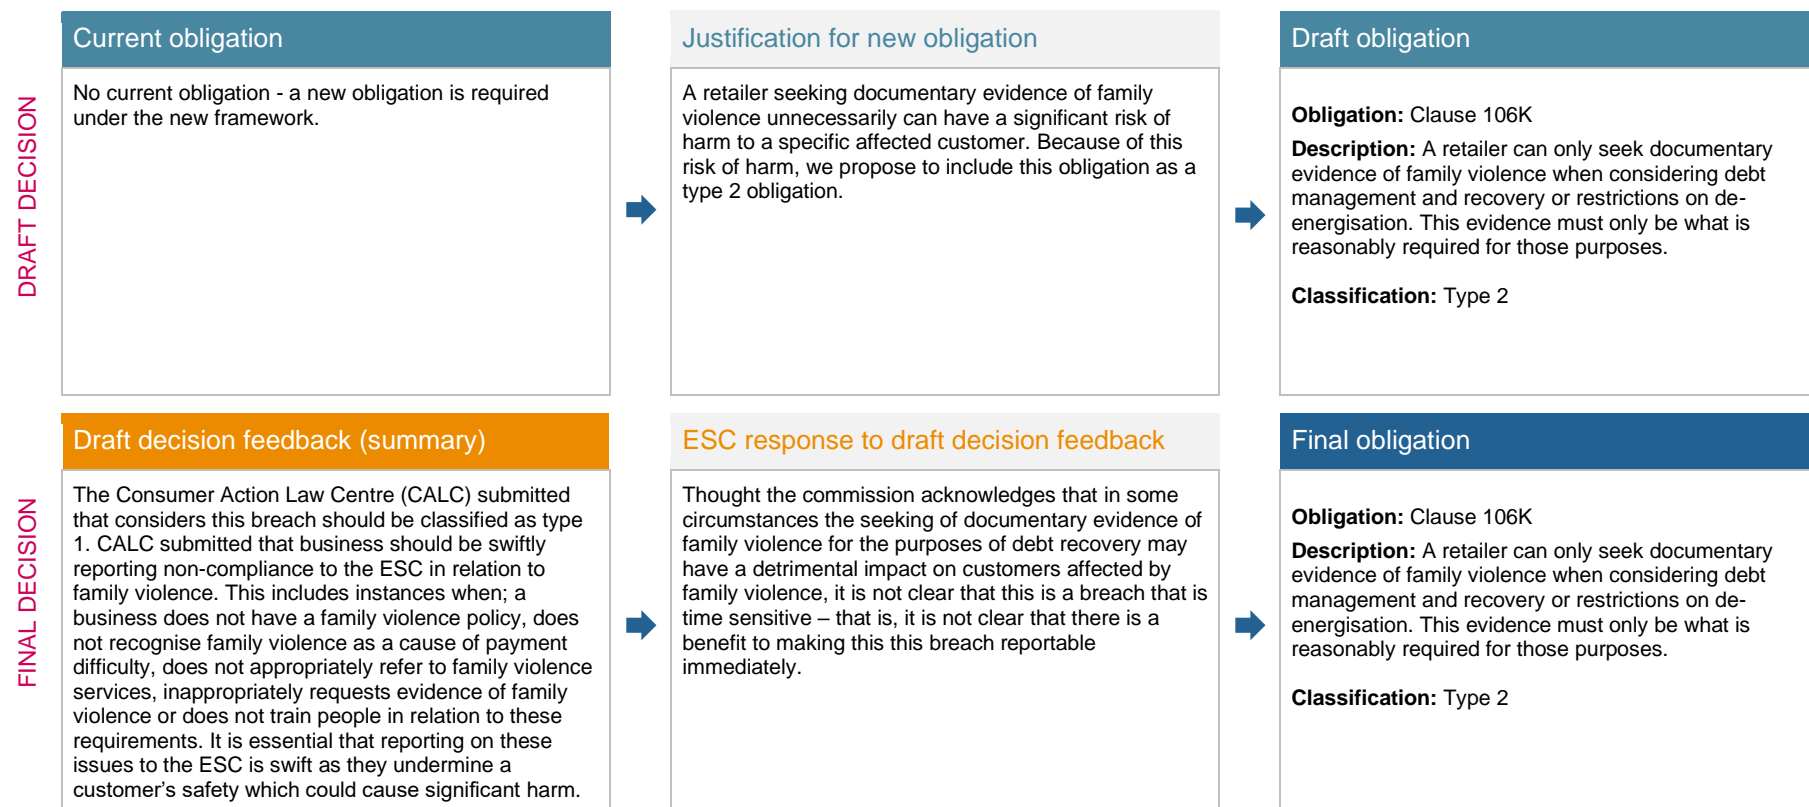 DRAFT DECISION
Current obligation
No current obligation - a new obligation is required
under the new framework.
Justification for new obligation
A retailer seeking documentary evidence of family
violence unnecessarily can have a significant risk of
harm to a specific affected customer. Because of this
risk of harm, we propose to include this obligation as a
type 2 obligation.
Draft obligation
Obligation: Clause 106K
Description: A retailer can only seek documentary
evidence of family violence when considering debt
management and recovery or restrictions on de-
energisation. This evidence must only be what is
reasonably required for those purposes.
Classification: Type 2
FINAL DECISION
Draft decision feedback (summary)
The Consumer Action Law Centre (CALC) submitted
that considers this breach should be classified as type
1. CALC submitted that business should be swiftly
reporting non-compliance to the ESC in relation to
family violence. This includes instances when; a
business does not have a family violence policy, does
not recognise family violence as a cause of payment
difficulty, does not appropriately refer to family violence
services, inappropriately requests evidence of family
violence or does not train people in relation to these
requirements. It is essential that reporting on these
issues to the ESC is swift as they undermine a
customer's safety which could cause significant harm.
ESC response to draft decision feedback
Thought the commission acknowledges that in some
circumstances the seeking of documentary evidence of
family violence for the purposes of debt recovery may
have a detrimental impact on customers affected by
family violence, it is not clear that this is a breach that is
time sensitive – that is, it is not clear that there is a
benefit to making this this breach reportable
immediately.
Final obligation
Obligation: Clause 106K
Description: A retailer can only seek documentary
evidence of family violence when considering debt
management and recovery or restrictions on de-
energisation. This evidence must only be what is
reasonably required for those purposes.
Classification: Type 2